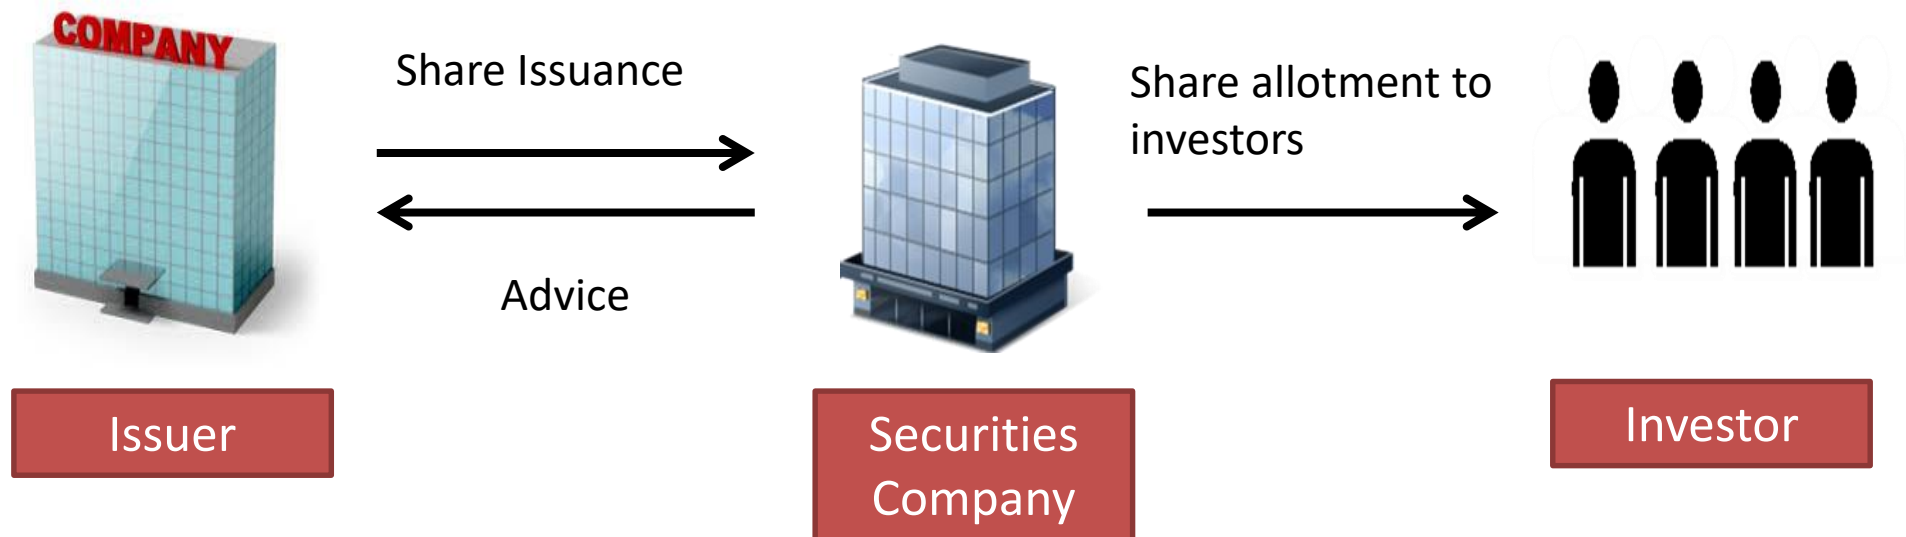 COMPANY
Share Issuance
Advice
Share allotment to
investors
Issuer
Securities
Company
Investor